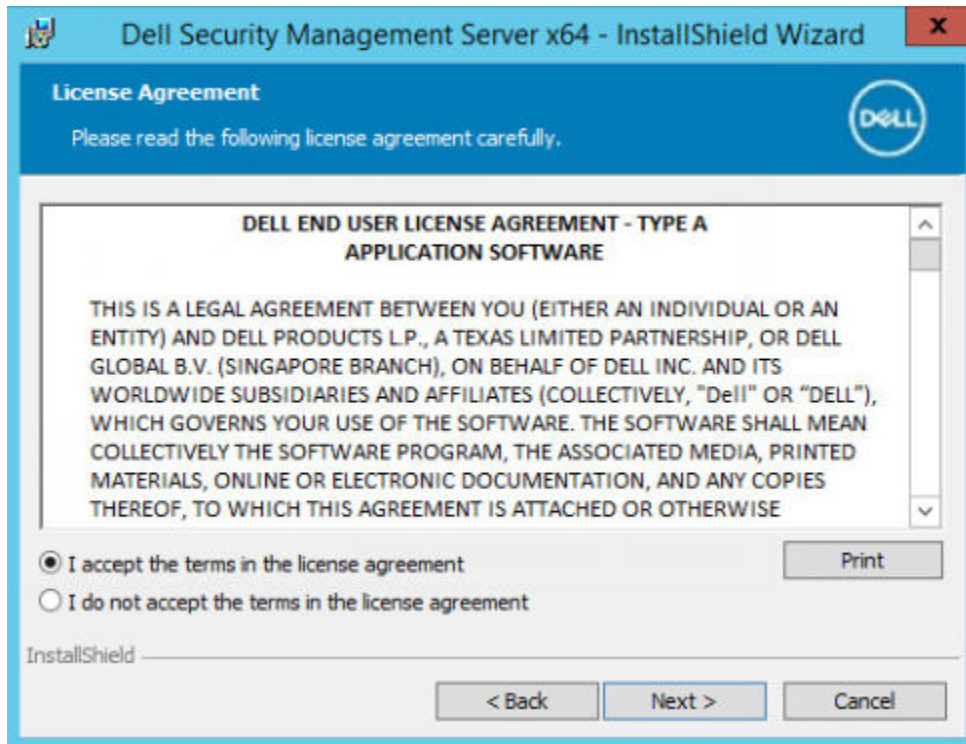 Dell Security Management Server x64 - InstallShield Wizard
x
License Agreement
Please read the following license agreement carefully.
DELL
DELL END USER LICENSE AGREEMENT - TYPE A
APPLICATION SOFTWARE
THIS IS A LEGAL AGREEMENT BETWEEN YOU (EITHER AN INDIVIDUAL OR AN
ENTITY) AND DELL PRODUCTS L.P., A TEXAS LIMITED PARTNERSHIP, OR DELL
GLOBAL B.V. (SINGAPORE BRANCH), ON BEHALF OF DELL INC. AND ITS
WORLDWIDE SUBSIDIARIES AND AFFILIATES (COLLECTIVELY, "Dell" OR “DELL”),
WHICH GOVERNS YOUR USE OF THE SOFTWARE. THE SOFTWARE SHALL MEAN
COLLECTIVELY THE SOFTWARE PROGRAM, THE ASSOCIATED MEDIA, PRINTED
MATERIALS, ONLINE OR ELECTRONIC DOCUMENTATION, AND ANY COPIES
THEREOF, TO WHICH THIS AGREEMENT IS ATTACHED OR OTHERWISE
I accept the terms in the license agreement
Print
I do not accept the terms in the license agreement
InstallShield
< Back
Next >
Cancel